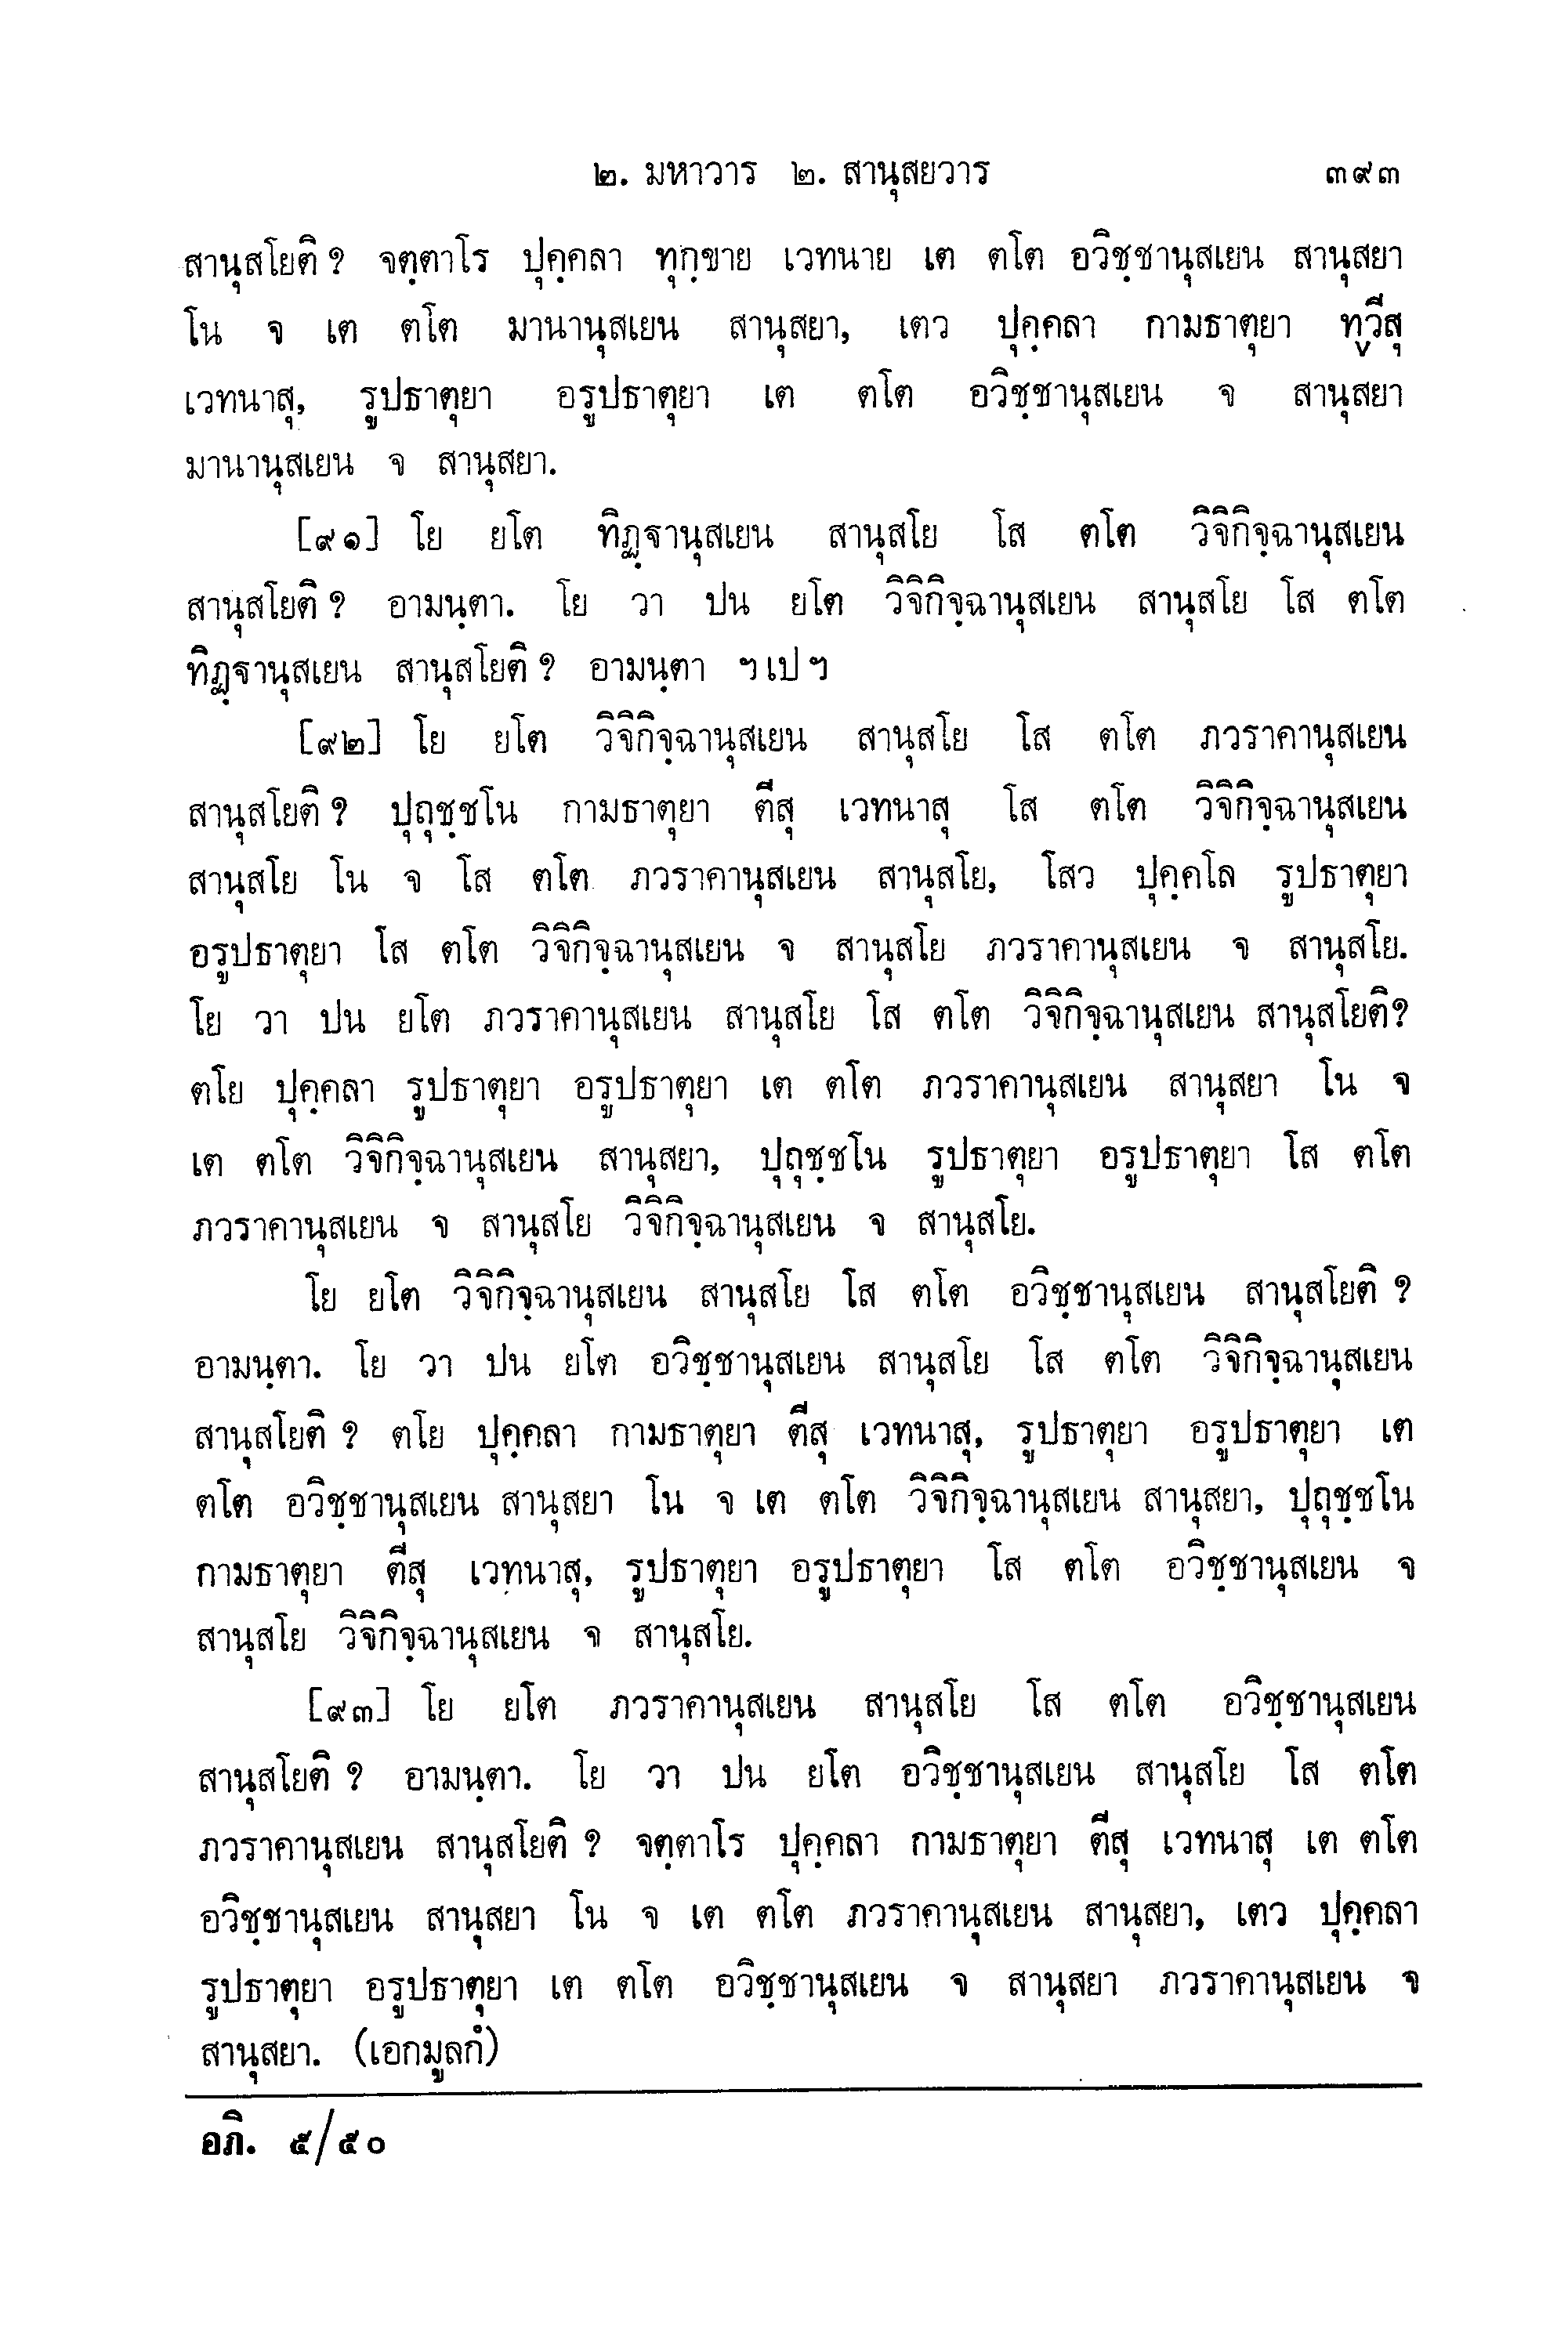 ๒. มหาวาร ๒. สานุสยวาร ๓๙๓
สานุสโยติ ? จตฺตาโร ปุคฺคลา ทุกฺขาย เวทนาย เต ตโต อวิชฺชานุสเยน สานุสยา
โน จ เต ตโต มานานุสเยน สานุสยา, เตว ปุคฺคลา กามธาตุยา ทฺวีสุ
เวทนาสุ, รูปธาตุยา อรูปธาตุยา เต ตโต อวิชฺชานุสเยน จ สานุสยา
มานานุสเยน จ สานุสยา.
[๙๑] โย ยโต ทิฏฺฐานุสเยน สานุสโย โส ตโต วิจิกิจฺฉานุสเยน
สานุสโยติ ? อามนฺตา. โย วา ปน ยโต วิจิกิจฺฉานุสเยน สานุสโย โส ตโต
ทิฏฺฐานุสเยน สานุสโยติ ? อามนฺตา ฯ เป ฯ
[๙๒] โย ยโต วิจิกิจฺฉานุสเยน สานุสโย โส ตโต ภวราคานุสเยน
สานุสโยติ ? ปุถุชฺชโน กามธาตุยา ตีสุ เวทนาสุ โส ตโต วิจิกิจฺฉานุสเยน
สานุสโย โน จ โส ตโต ภวราคานุสเยน สานุสโย, โสว ปุคฺคโล รูปธาตุยา
อรูปธาตุยา โส ตโต วิจิกิจฺฉานุสเยน จ สานุสโย ภวราคานุสเยน จ สานุสโย.
โย วา ปน ยโต ภวราคานุสเยน สานุสโย โส ตโต วิจิกิจฺฉานุสเยน สานุสโยติ?
ตโย ปุคฺคลา รูปธาตุยา อรูปธาตุยา เต ตโต ภวราคานุสเยน สานุสยา โน จ
เต ตโต วิจิกิจฺฉานุสเยน สานุสยา, ปุถุชฺชโน รูปธาตุยา อรูปธาตุยา โส ตโต
ภวราคานุสเยน จ สานุสโย วิจิกิจฺฉานุสเยน จ สานุสโย.
โย ยโต วิจิกิจฺฉานุสเยน สานุสโย โส ตโต อวิชฺชานุสเยน สานุสโยติ ?
อามนฺตา. โย วา ปน ยโต อวิชฺชานุสเยน สานุสโย โส ตโต วิจิกิจฺฉานุสเยน
สานุสโยติ ? ตโย ปุคฺคลา กามธาตุยา ตีสุ เวทนาสุ, รูปธาตุยา อรูปธาตุยา เต
ตโต อวิชฺชานุสเยน สานุสยา โน จ เต ตโต วิจิกิจฺฉานุสเยน สานุสยา, ปุถุชฺชโน
กามธาตุยา ตีสุ เวทนาสุ, รูปธาตุยา อรูปธาตุยา โส ตโต อวิชฺชานุสเยน จ
สานุสโย วิจิกิจฺฉานุสเยน จ สานุสโย.
[๙๓] โย ยโต ภวราคานุสเยน สานุสโย โส ตโต อวิชฺชานุสเยน
สานุสโยติ ? อามนฺตา. โย วา ปน ยโต อวิชฺชานุสเยน สานุสโย โส ตโต
ภวราคานุสเยน สานุสโยติ ? จตฺตาโร ปุคฺคลา กามธาตุยา ตีสุ เวทนาสุ เต ตโต
อวิชฺชานุสเยน สานุสยา โน จ เต ตโต ภวราคานุสเยน สานุสยา, เตว ปุคฺคลา
รูปธาตุยา อรูปธาตุยา เต ตโต อวิชฺชานุสเยน จ สานุสยา ภวราคานุสเยน จ
สานุสยา. (เอกมูลกํ)
อภิ. ๕/๕๐